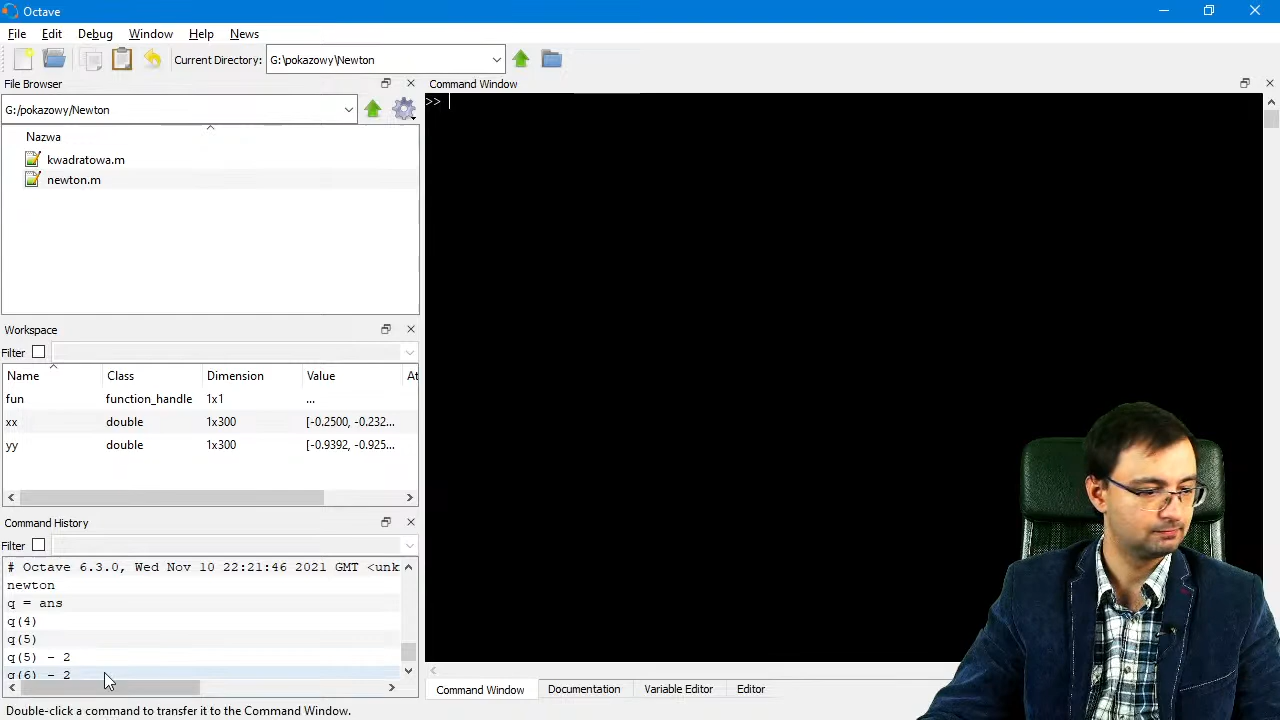 Octave
File Edit Debug Window Help News
Current Directory: G:\pokazowy\Newton
File Browser
Command Window
G:/pokazowy/Newton
>>
Nazwa
kwadratowa.m
newton.m
Workspace
Filter
Name Class Dimension Value At
fun function_handle 1x1 ...
xx double 1x300 [-0.2500, -0.232...
yy double 1x300 [-0.9392, -0.925...
Command History
Filter
# Octave 6.3.0, Wed Nov 10 22:21:46 2021 GMT <unk
newton
q = ans
q(4)
q(5)
q(5) - 2
q(6) - 2
Command Window Documentation Variable Editor Editor
Double-click a command to transfer it to the Command Window.